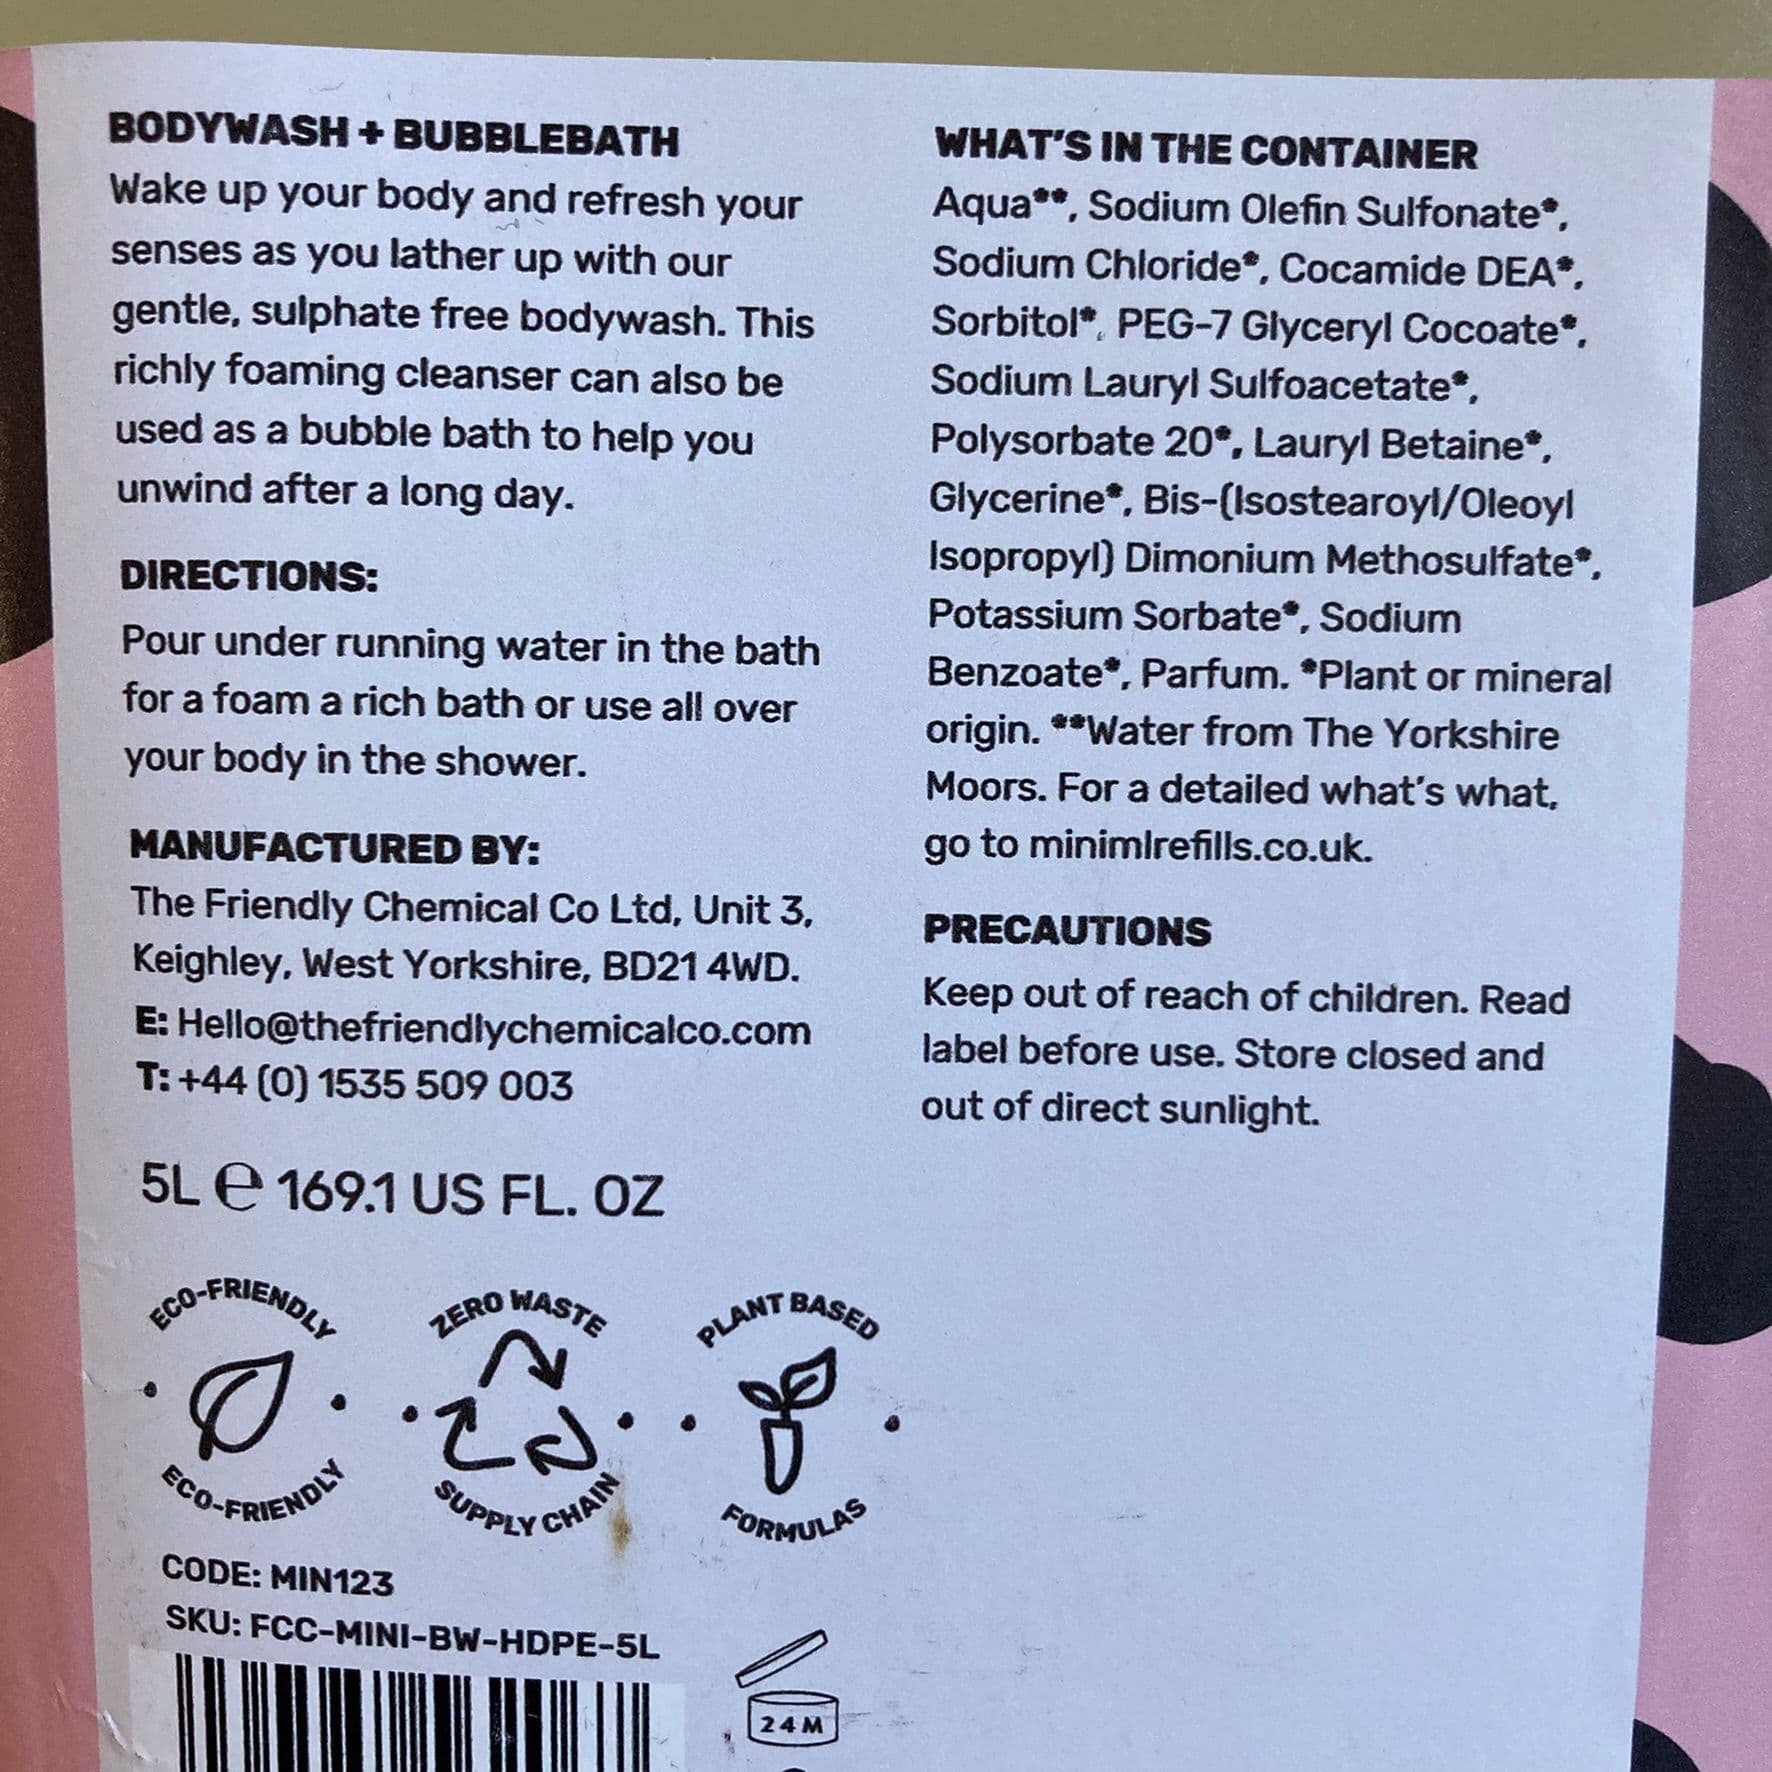 BODYWASH + BUBBLEBATH
Wake up your body and refresh your
senses as you lather up with our
gentle, sulphate free bodywash. This
richly foaming cleanser can also be
used as a bubble bath to help you
unwind after a long day.
DIRECTIONS:
Pour under running water in the bath
for a foam a rich bath or use all over
your body in the shower.
MANUFACTURED BY:
The Friendly Chemical Co Ltd, Unit 3,
Keighley, West Yorkshire, BD21 4WD.
E: Hello@thefriendlychemicalco.com
T: +44 (0) 1535 509 003
5L ℮ 169.1 US FL. OZ
ECO-FRIENDLY
ECO-FRIENDLY
ZERO WASTE
SUPPLY CHAIN
PLANT BASED
FORMULAS
CODE: MIN123
SKU: FCC-MINI-BW-HDPE-5L
24M
WHAT'S IN THE CONTAINER
Aqua**, Sodium Olefin Sulfonate*,
Sodium Chloride*, Cocamide DEA*,
Sorbitol*, PEG-7 Glyceryl Cocoate*,
Sodium Lauryl Sulfoacetate*,
Polysorbate 20*, Lauryl Betaine*,
Glycerine*, Bis-(Isostearoyl/Oleoyl
Isopropyl) Dimonium Methosulfate*,
Potassium Sorbate*, Sodium
Benzoate*, Parfum. *Plant or mineral
origin. **Water from The Yorkshire
Moors. For a detailed what's what,
go to minimlrefills.co.uk.
PRECAUTIONS
Keep out of reach of children. Read
label before use. Store closed and
out of direct sunlight.